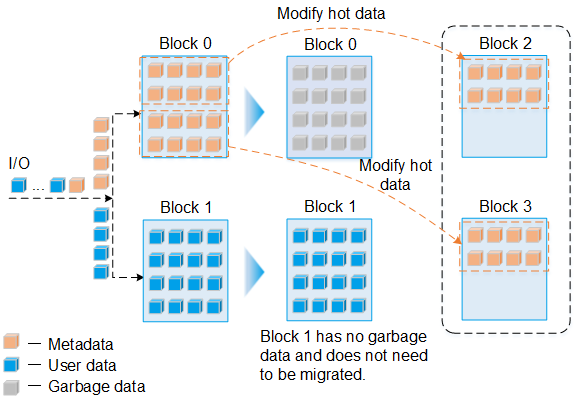 Modify hot data
Block 0
Block 0
Block 2
I/O
...
Modify hot
data
Block 1
Block 1
Block 3
Block 1 has no garbage
data and does not need
to be migrated.
— Metadata
— User data
— Garbage data